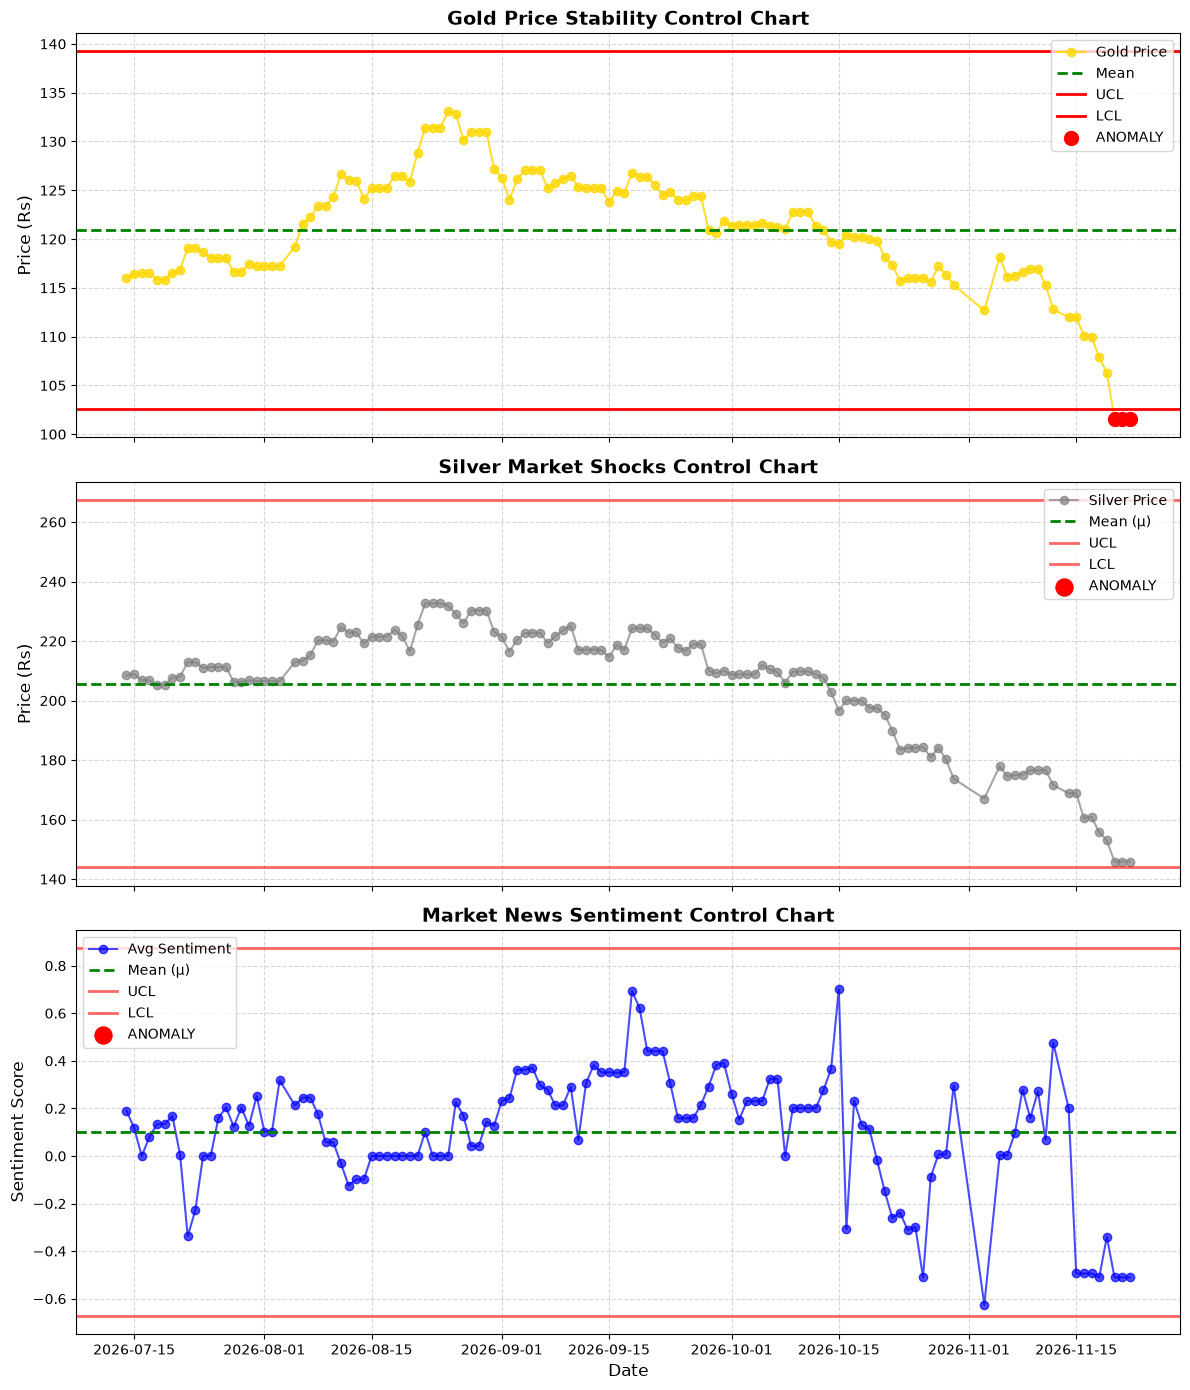 Gold Price Stability Control Chart
Price (Rs)
140
135
130
125
120
115
110
105
100
Gold Price
Mean
UCL
LCL
ANOMALY
Silver Market Shocks Control Chart
Price (Rs)
260
240
220
200
180
160
140
Silver Price
Mean (μ)
UCL
LCL
ANOMALY
Market News Sentiment Control Chart
Sentiment Score
0.8
0.6
0.4
0.2
0.0
−0.2
−0.4
−0.6
Avg Sentiment
Mean (μ)
UCL
LCL
ANOMALY
2026-07-15 2026-08-01 2026-08-15 2026-09-01 2026-09-15 2026-10-01 2026-10-15 2026-11-01 2026-11-15
Date